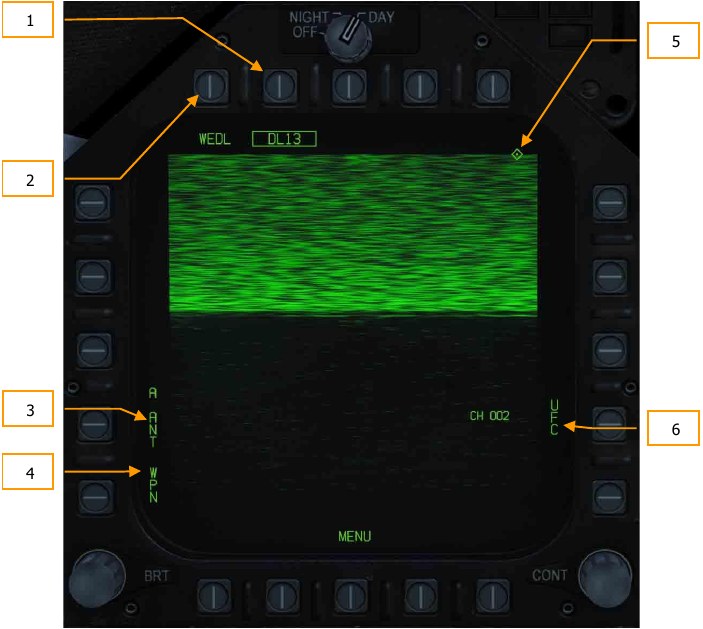 1
NIGHT DAY
OFF
5
WEDL DL13
2
A
3
ANT
CH 002
UFC
6
4
WPN
MENU
BRT
CONT